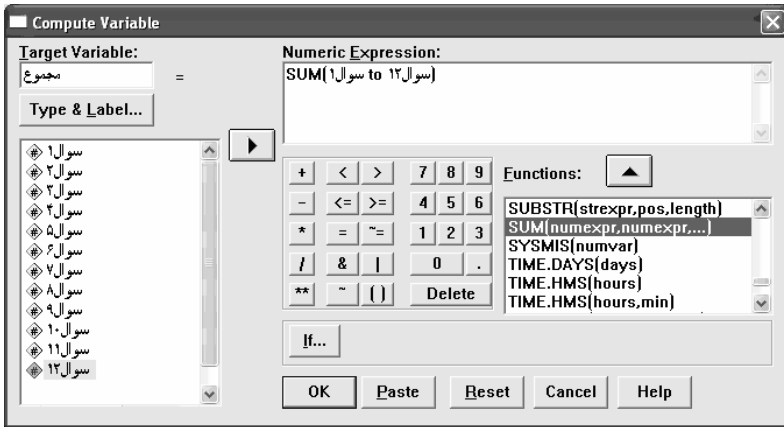 Compute Variable
Target Variable:
مجموع
=
Type & Label...
Numeric Expression:
SUM(سوال۱ to سوال۱۲)
سوال۱
سوال۲
سوال۳
سوال۴
سوال۵
سوال۶
سوال۷
سوال۸
سوال۹
سوال۱۰
سوال۱۱
سوال۱۲
+ < > 7 8 9
- <= >= 4 5 6
* = ~= 1 2 3
/ & | 0 .
** ~ ( ) Delete
Functions:
SUBSTR(strexpr,pos,length)
SUM(numexpr,numexpr,...)
SYSMIS(numvar)
TIME.DAYS(days)
TIME.HMS(hours)
TIME.HMS(hours,min)
If...
OK Paste Reset Cancel Help